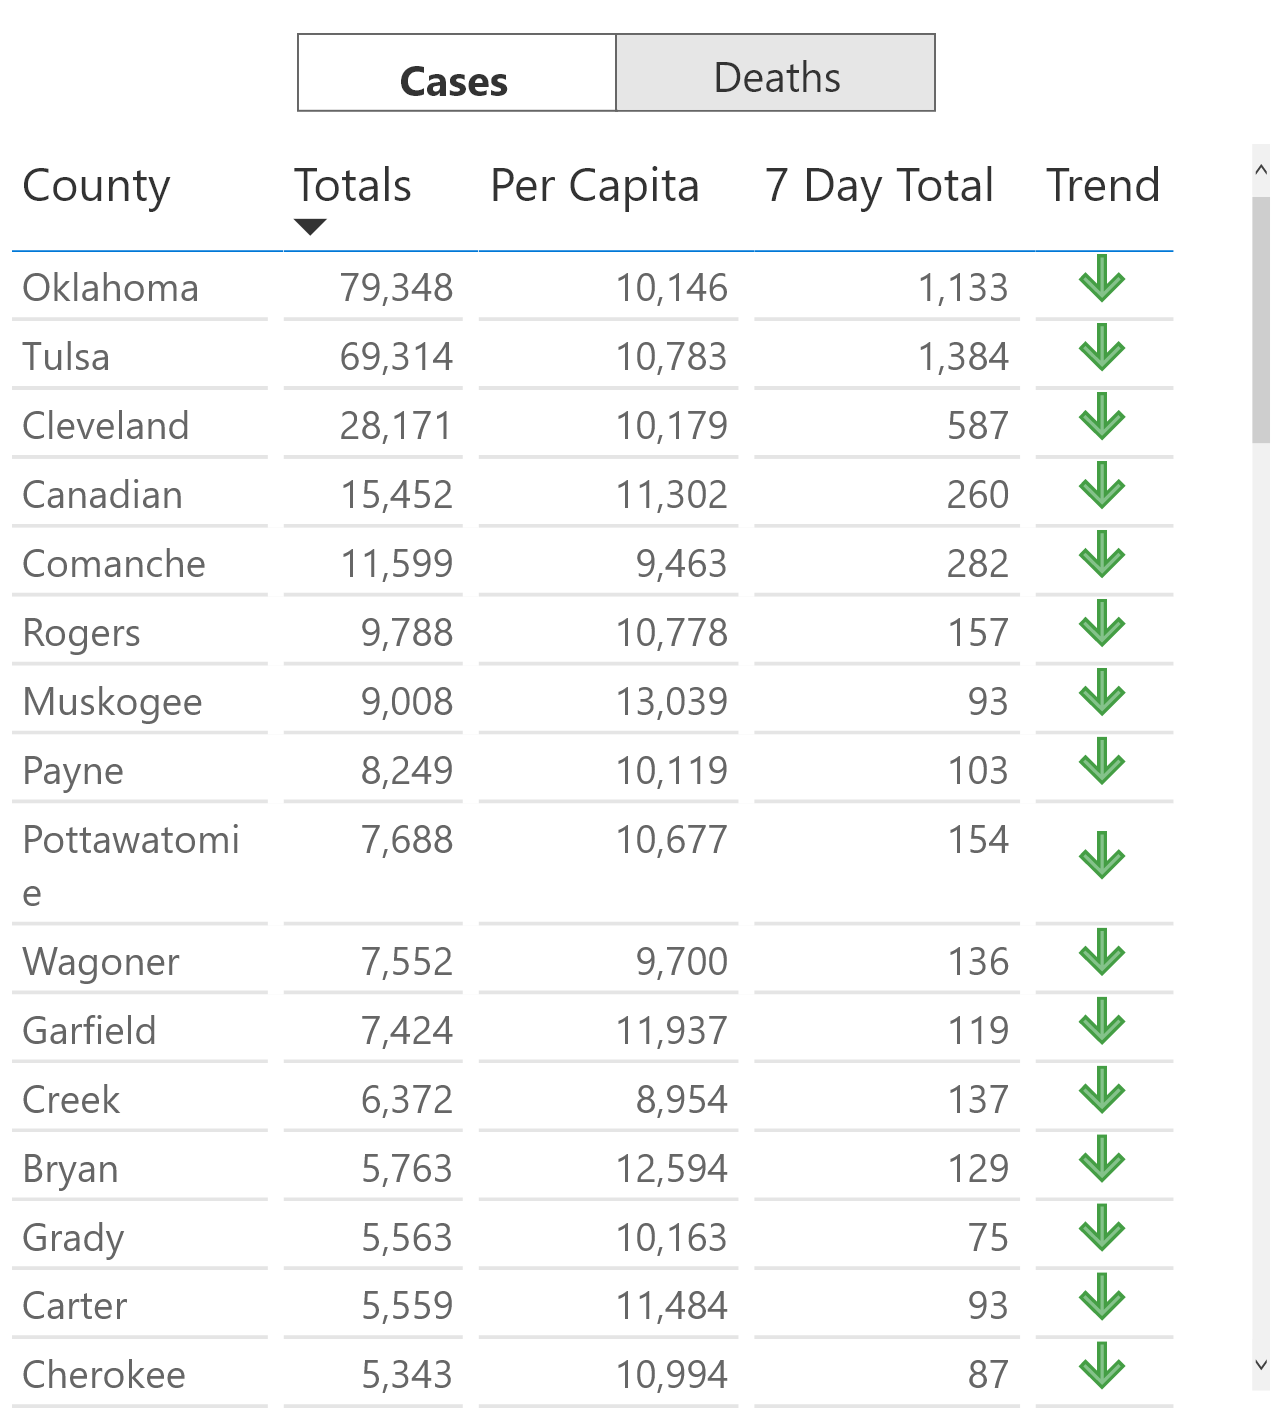 Cases Deaths
County Totals Per Capita 7 Day Total Trend
Oklahoma 79,348 10,146 1,133
Tulsa 69,314 10,783 1,384
Cleveland 28,171 10,179 587
Canadian 15,452 11,302 260
Comanche 11,599 9,463 282
Rogers 9,788 10,778 157
Muskogee 9,008 13,039 93
Payne 8,249 10,119 103
Pottawatomi 7,688 10,677 154
e
Wagoner 7,552 9,700 136
Garfield 7,424 11,937 119
Creek 6,372 8,954 137
Bryan 5,763 12,594 129
Grady 5,563 10,163 75
Carter 5,559 11,484 93
Cherokee 5,343 10,994 87